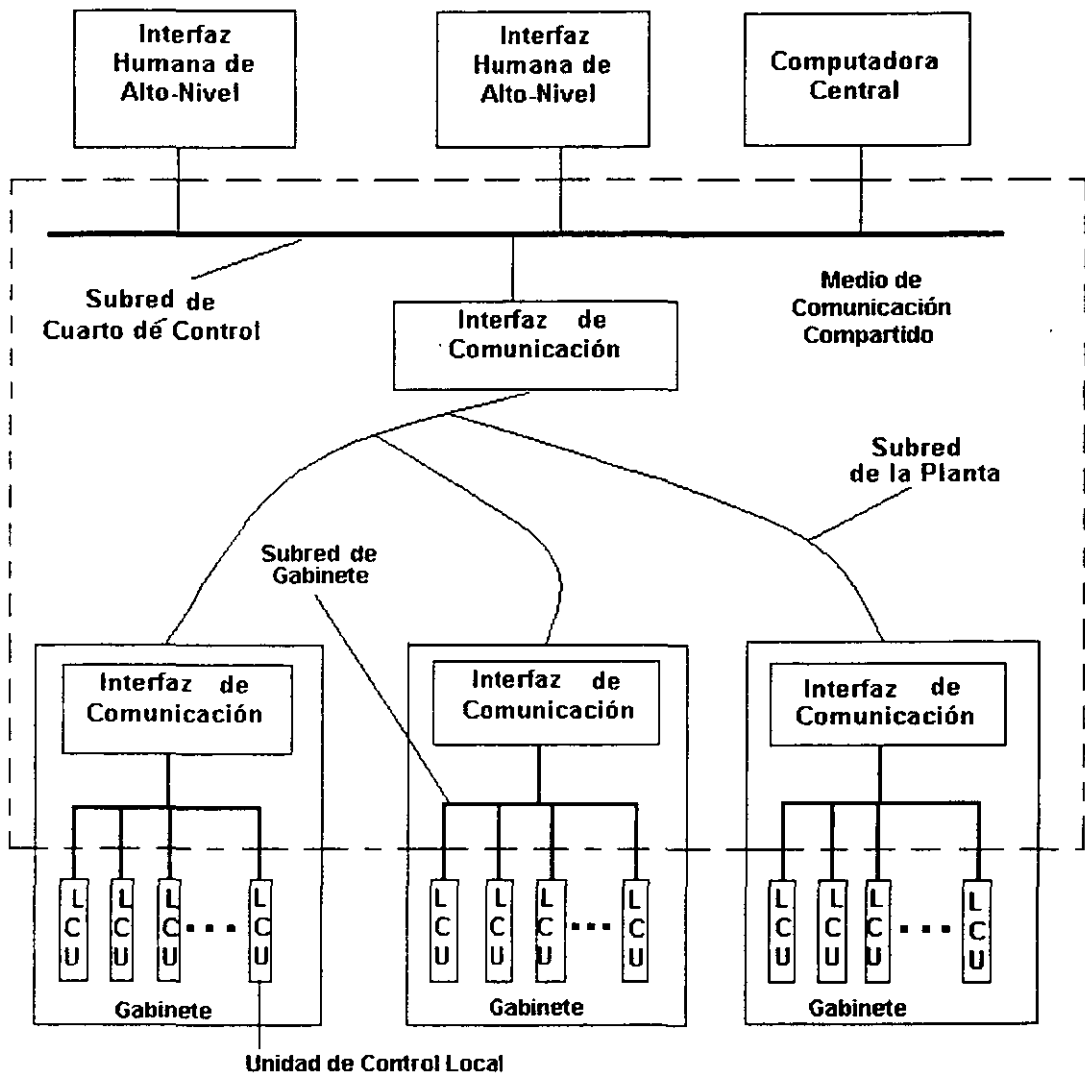 Interfaz
Humana de
Alto-Nivel
Interfaz
Humana de
Alto-Nivel
Computadora
Central
Subred de
Cuarto de Control
Medio de
Comunicación
Compartido
Interfaz de
Comunicación
Subred
de la Planta
Subred de
Gabinete
Interfaz de
Comunicación
Interfaz de
Comunicación
Interfaz de
Comunicación
LCU
LCU
LCU
...
LCU
LCU
LCU
LCU
...
LCU
LCU
LCU
LCU
...
LCU
Gabinete
Gabinete
Gabinete
Unidad de Control Local